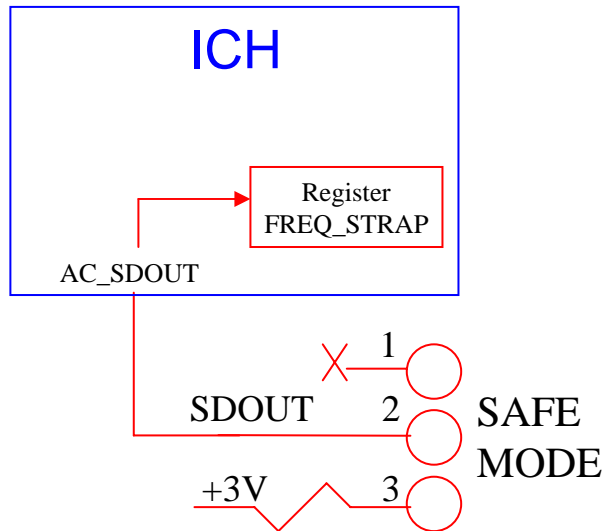 ICH
Register
FREQ_STRAP
AC_SDOUT
1
SDOUT
2
SAFE
MODE
+3V
3